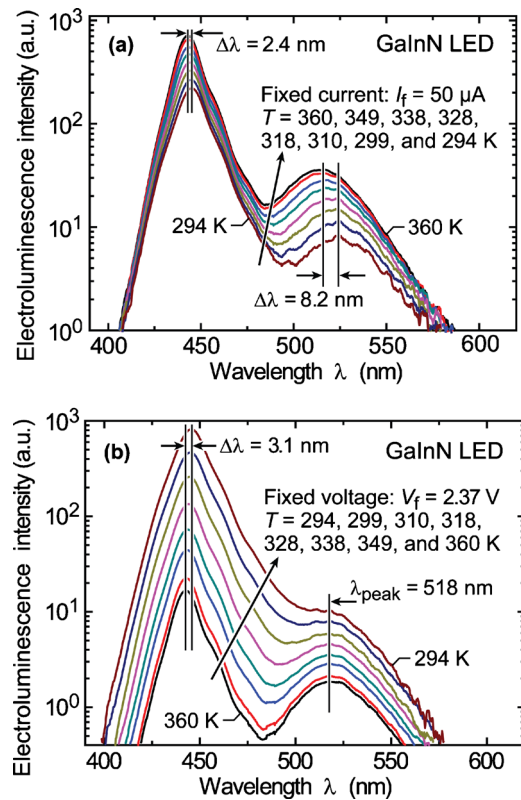 (a)
Δλ = 2.4 nm
GaInN LED
Fixed current: If = 50 µA
T = 360, 349, 338, 328,
318, 310, 299, and 294 K
294 K
360 K
Δλ = 8.2 nm
Electroluminescence intensity (a.u.)
10³
10²
10¹
10⁰
400 450 500 550 600
Wavelength λ (nm)
(b)
Δλ = 3.1 nm
GaInN LED
Fixed voltage: Vf = 2.37 V
T = 294, 299, 310, 318,
328, 338, 349, and 360 K
λpeak = 518 nm
294 K
360 K
Electroluminescence intensity (a.u.)
10³
10²
10¹
10⁰
400 450 500 550 600
Wavelength λ (nm)